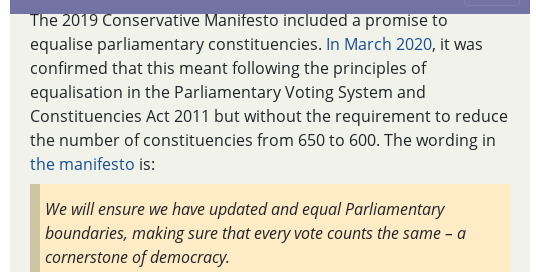 The 2019 Conservative Manifesto included a promise to
equalise parliamentary constituencies. In March 2020, it was
confirmed that this meant following the principles of
equalisation in the Parliamentary Voting System and
Constituencies Act 2011 but without the requirement to reduce
the number of constituencies from 650 to 600. The wording in
the manifesto is:
We will ensure we have updated and equal Parliamentary
boundaries, making sure that every vote counts the same – a
cornerstone of democracy.